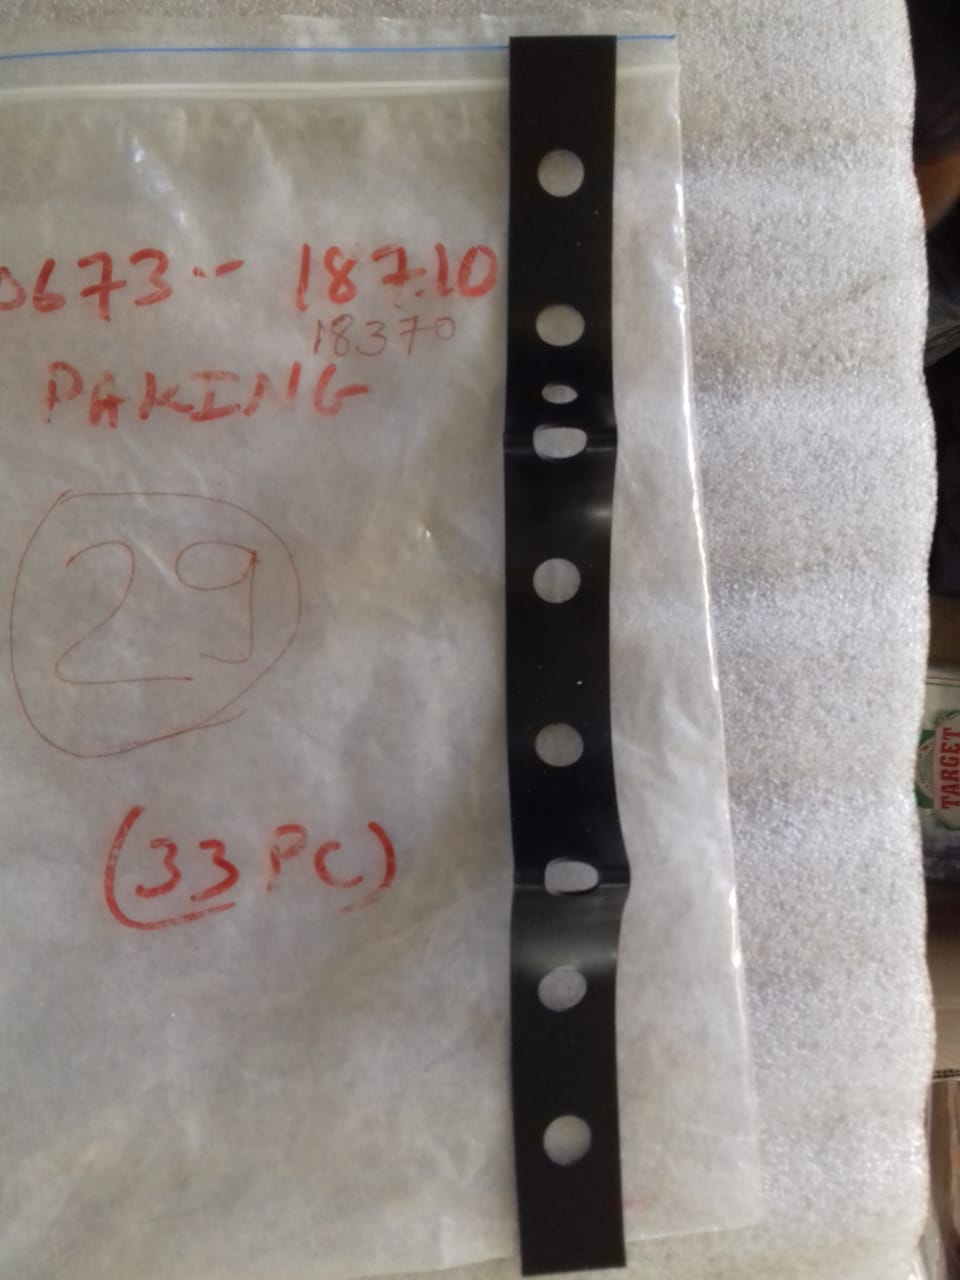 0673-- 18710
18370
PAKING
29
(33 PC)
TARGET